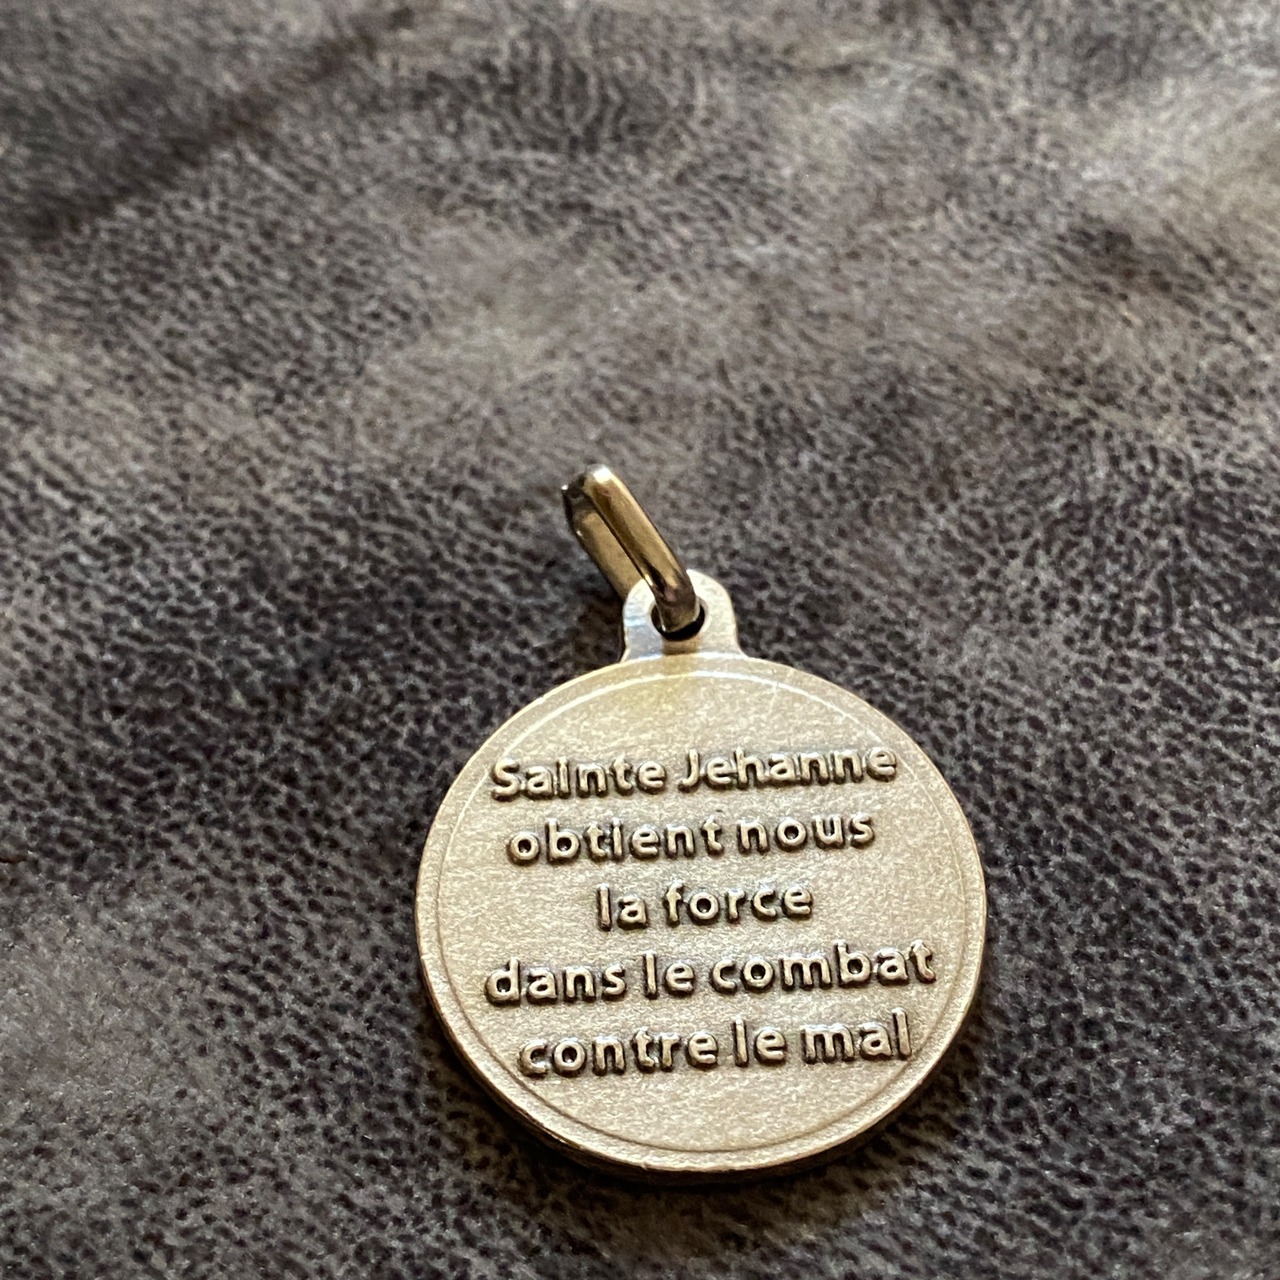 Sainte Jehanne
obtient nous
la force
dans le combat
contre le mal